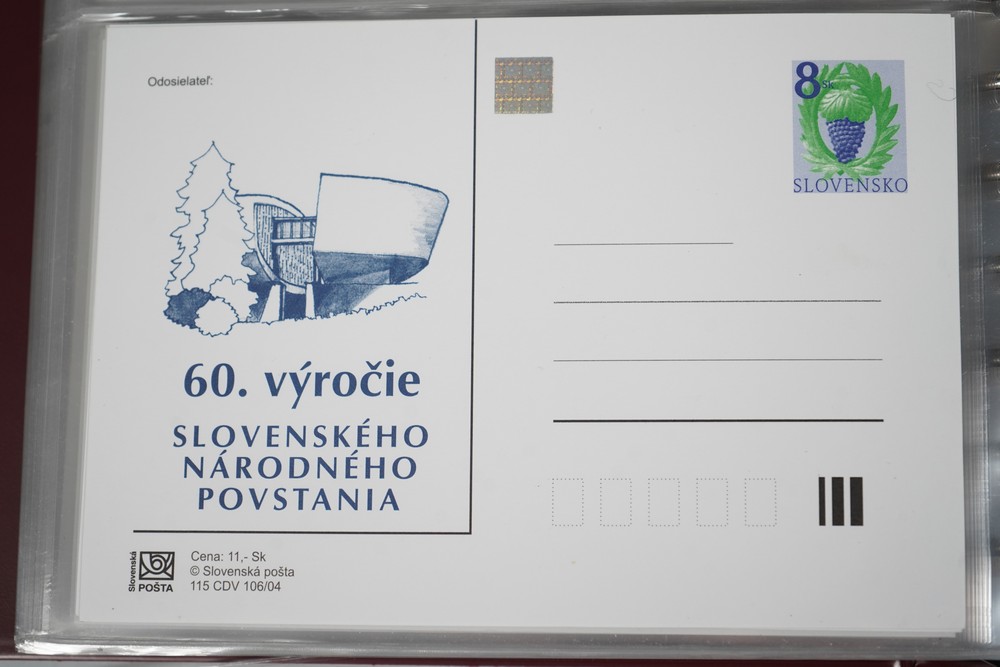 Odosielateľ:
60. výročie
SLOVENSKÉHO
NÁRODNÉHO
POVSTANIA
Slovenská
POŠTA
Cena: 11,- Sk
© Slovenská pošta
115 CDV 106/04
8 Sk
SLOVENSKO